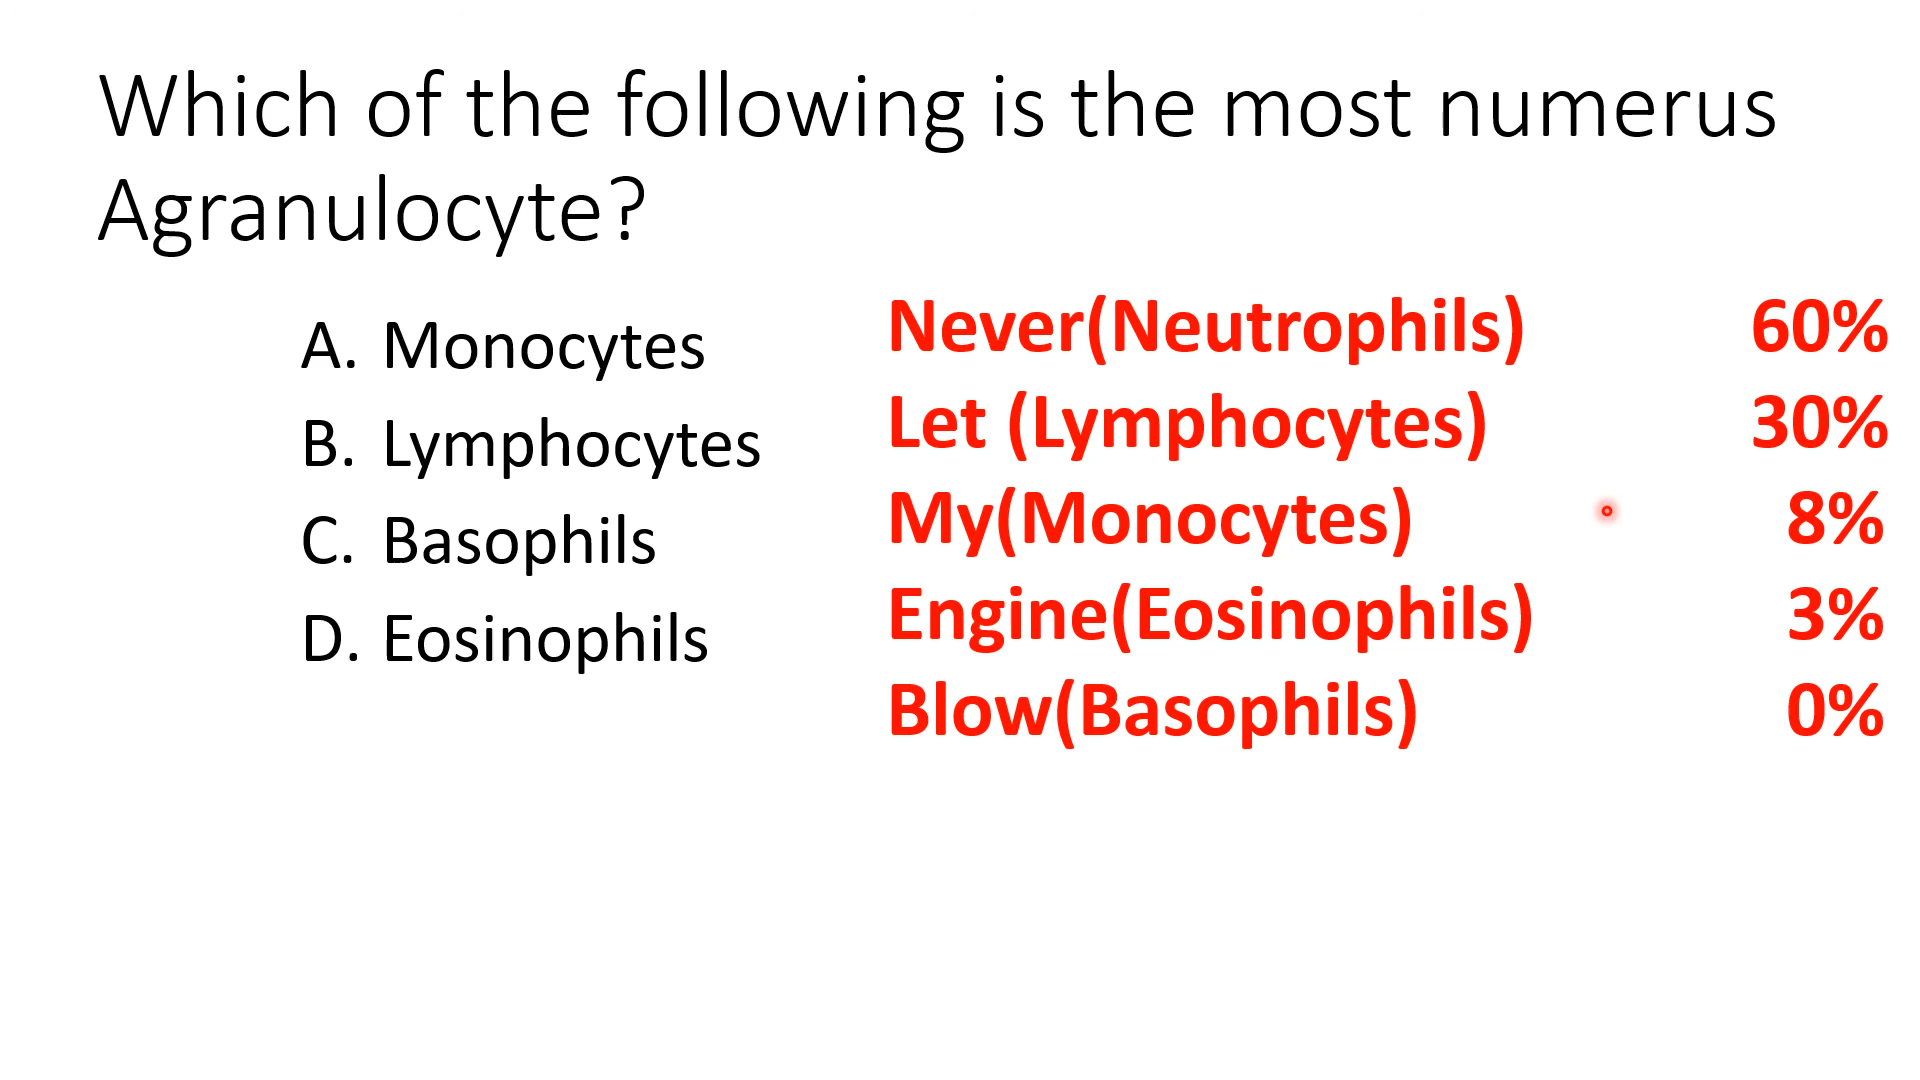 Which of the following is the most numerus
Agranulocyte?
A. Monocytes
B. Lymphocytes
C. Basophils
D. Eosinophils
Never(Neutrophils) 60%
Let (Lymphocytes) 30%
My(Monocytes) 8%
Engine(Eosinophils) 3%
Blow(Basophils) 0%